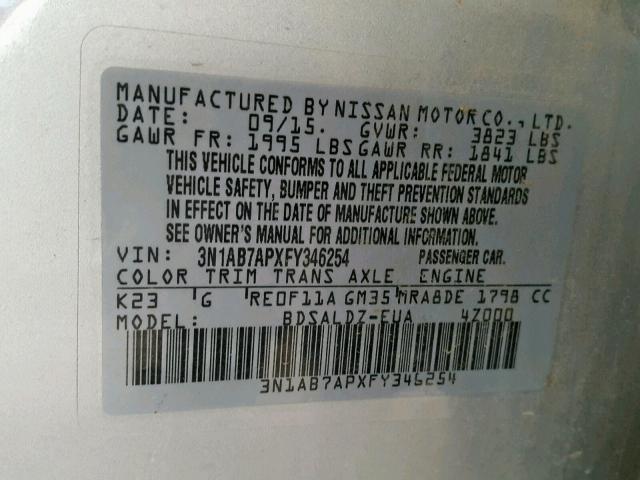 MANUFACTURED BY NISSAN MOTOR CO., LTD.
DATE: 09/15. GVWR: 3823 LBS
GAWR FR: 1995 LBS GAWR RR: 1841 LBS
THIS VEHICLE CONFORMS TO ALL APPLICABLE FEDERAL MOTOR
VEHICLE SAFETY, BUMPER AND THEFT PREVENTION STANDARDS
IN EFFECT ON THE DATE OF MANUFACTURE SHOWN ABOVE.
SEE OWNER'S MANUAL FOR ADDITIONAL INFORMATION.
VIN: 3N1AB7APXFY346254 PASSENGER CAR.
COLOR TRIM TRANS AXLE ENGINE
K23 G RE0F11A GM35 MRA8DE 1798 CC
MODEL: BDSALDZ-EUA 4Z000
3N1AB7APXFY346254